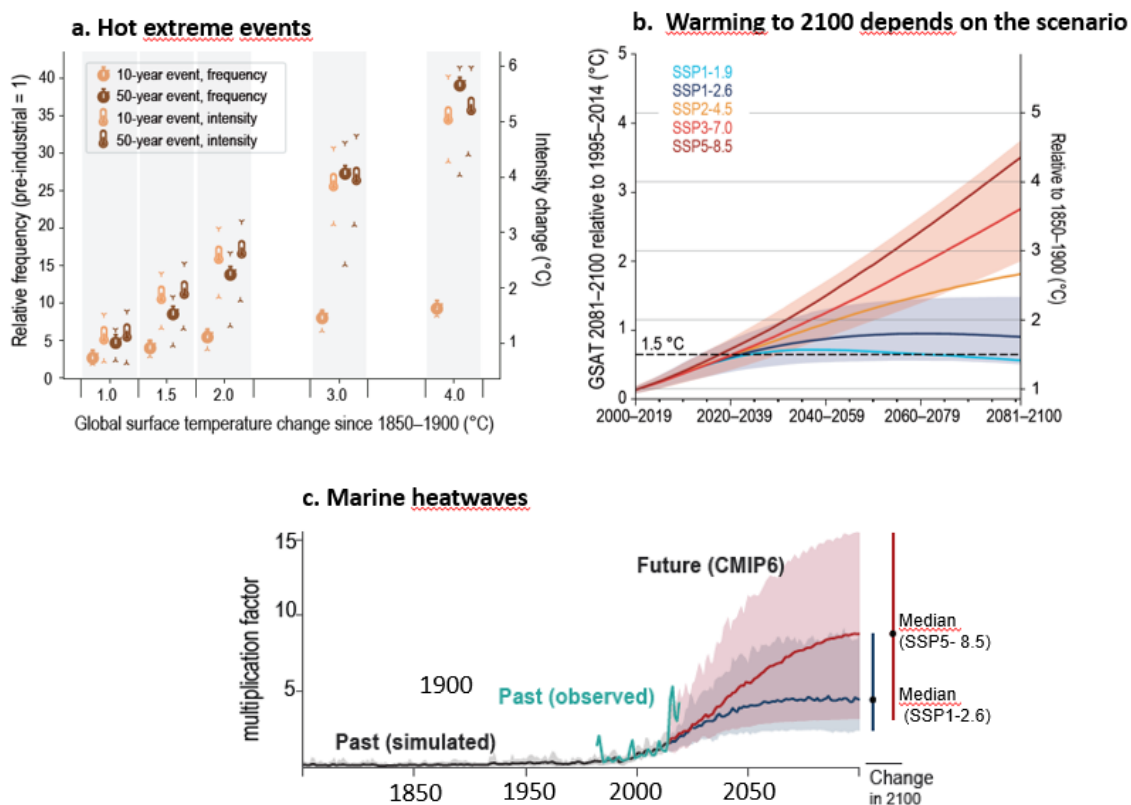 a. Hot extreme events
40
35
30
25
20
15
10
5
0
Relative frequency (pre-industrial = 1)
10-year event, frequency
50-year event, frequency
10-year event, intensity
50-year event, intensity
6
5
4
3
2
1
Intensity change
(°C)
1.0
1.5
2.0
3.0
4.0
Global surface temperature change since 1850–1900 (°C)
b. Warming to 2100 depends on the scenario
5
4
3
2
1
0
GSAT 2081–2100 relative to 1995–2014 (°C)
SSP1-1.9
SSP1-2.6
SSP2-4.5
SSP3-7.0
SSP5-8.5
1.5 °C
5
4
3
2
1
Relative to 1850–1900
(°C)
2000–2019
2020–2039
2040–2059
2060–2079
2081–2100
c. Marine heatwaves
15
10
5
multiplication factor
Future (CMIP6)
1900
Past (observed)
Past (simulated)
Median
(SSP5- 8.5)
Median
(SSP1-2.6)
1850
1950
2000
2050
Change
in 2100